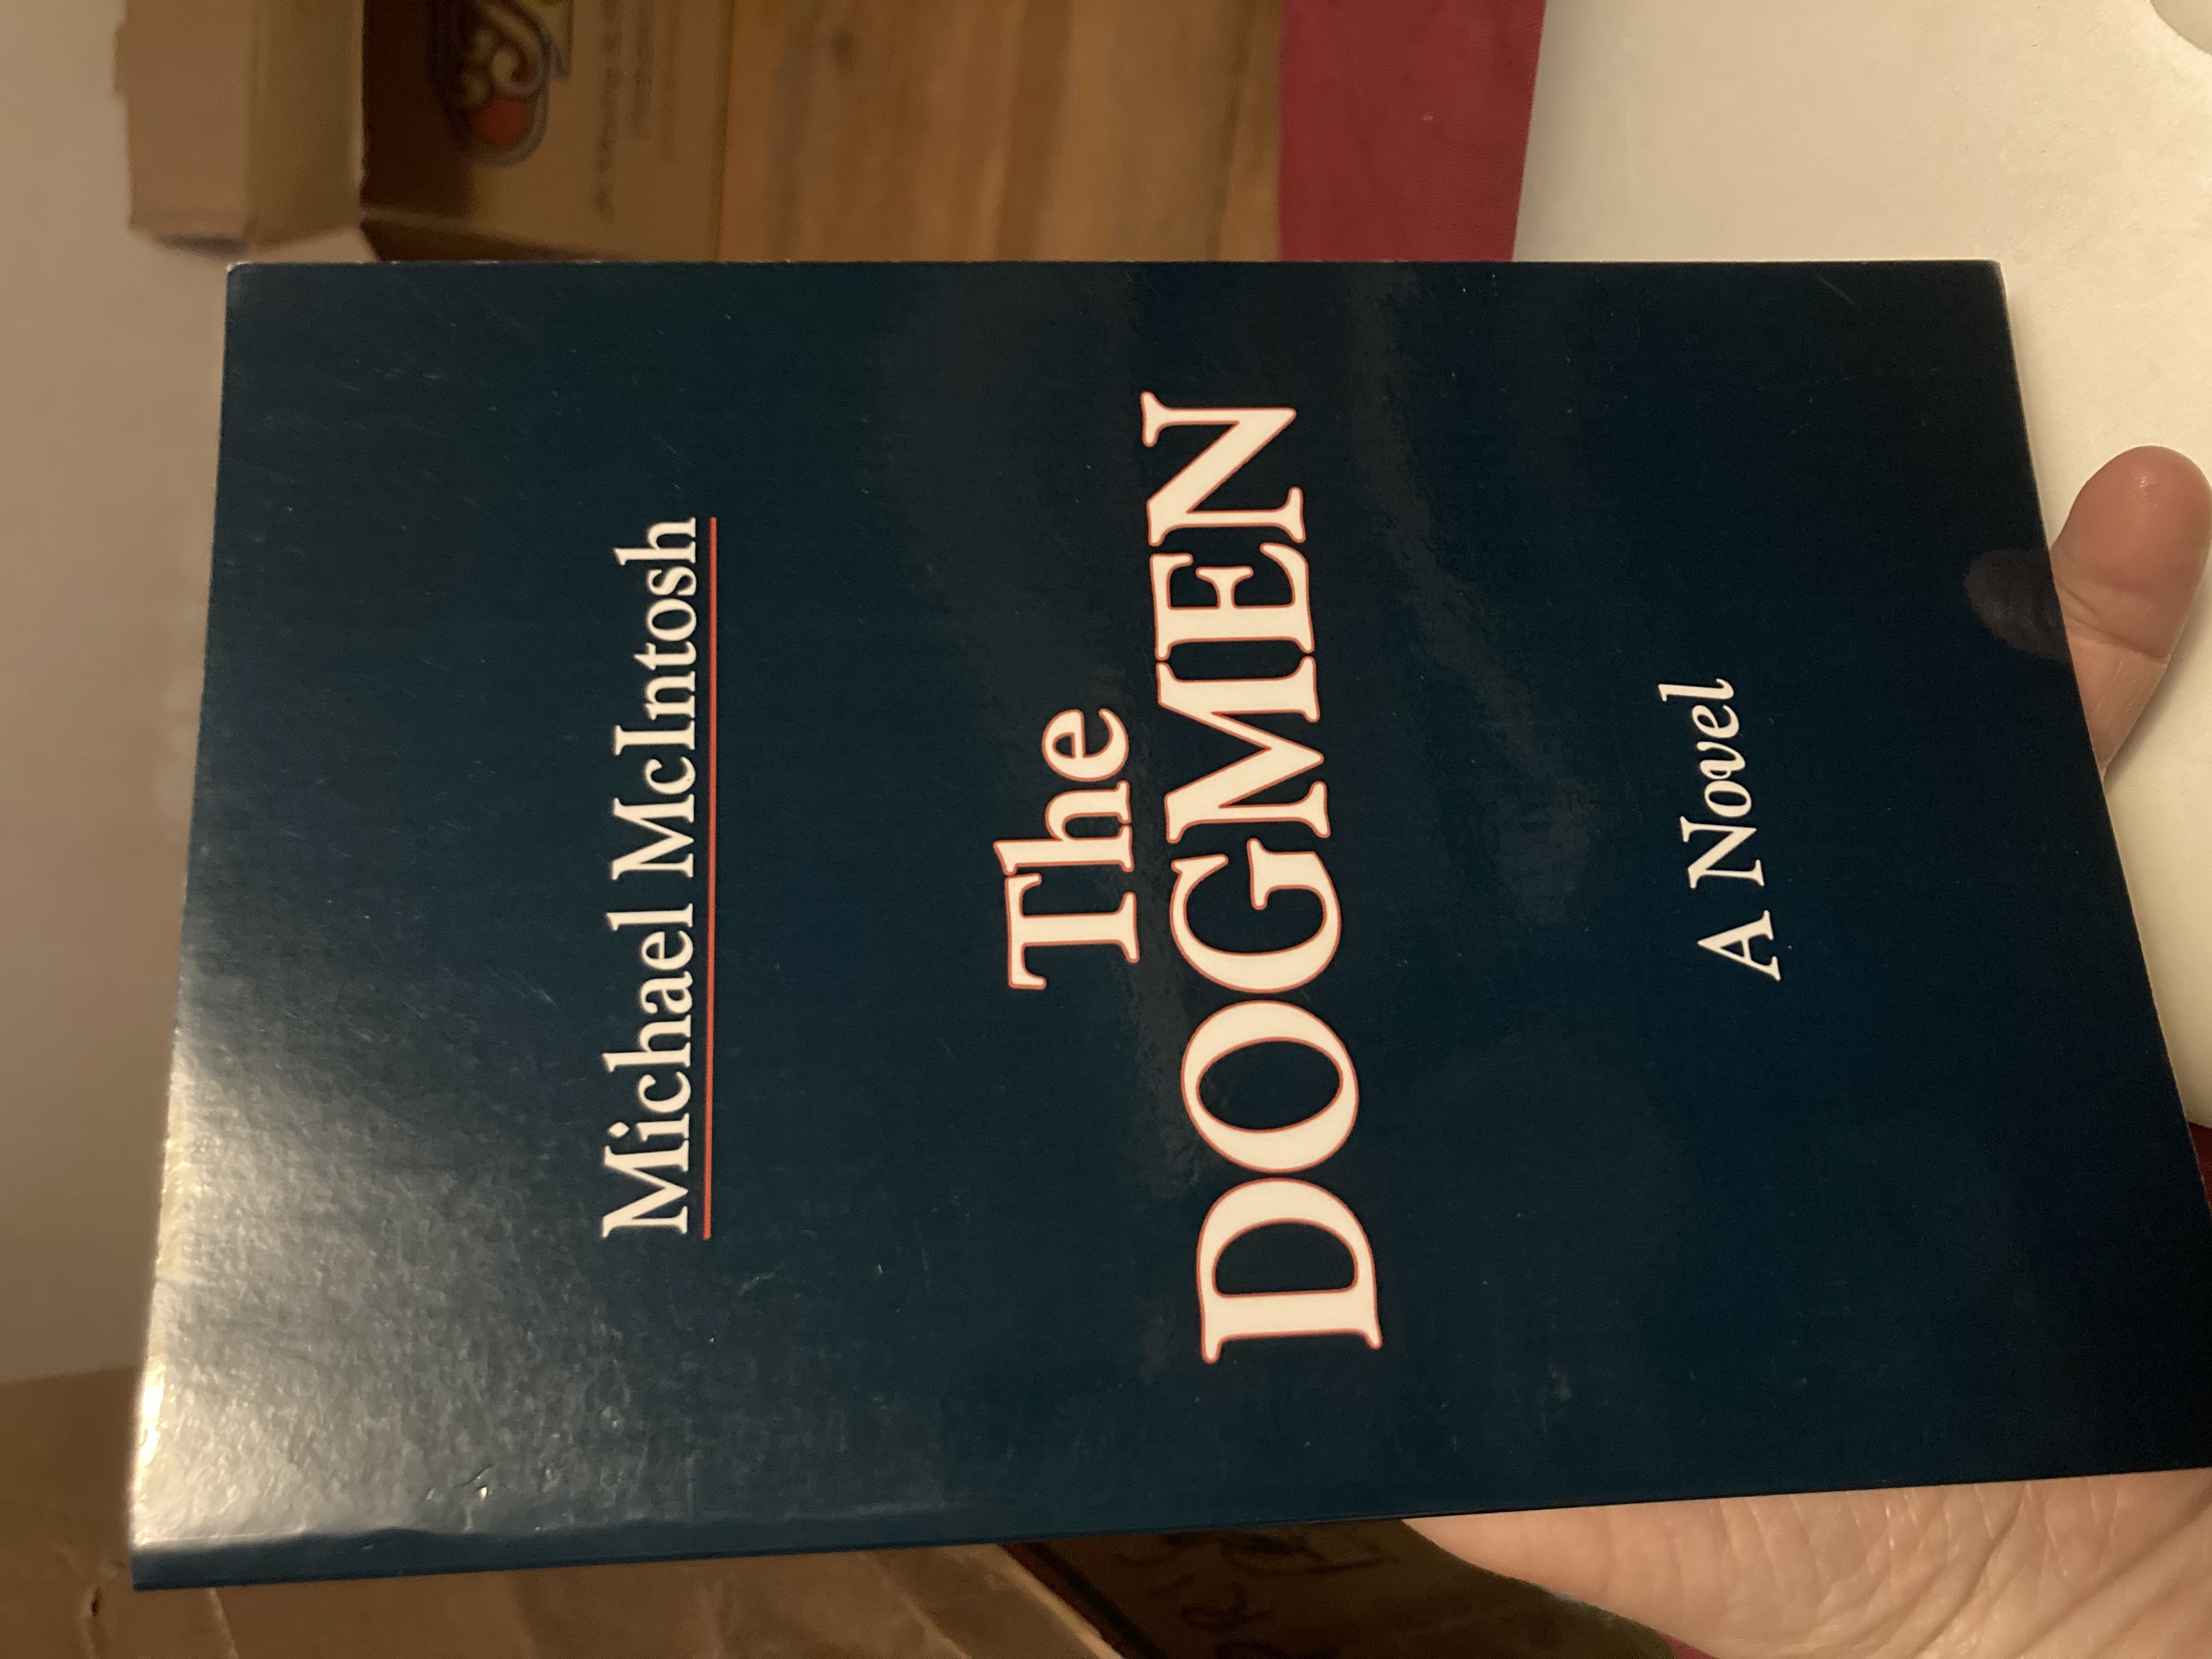 Michael McIntosh
The
DOGMEN
A Novel